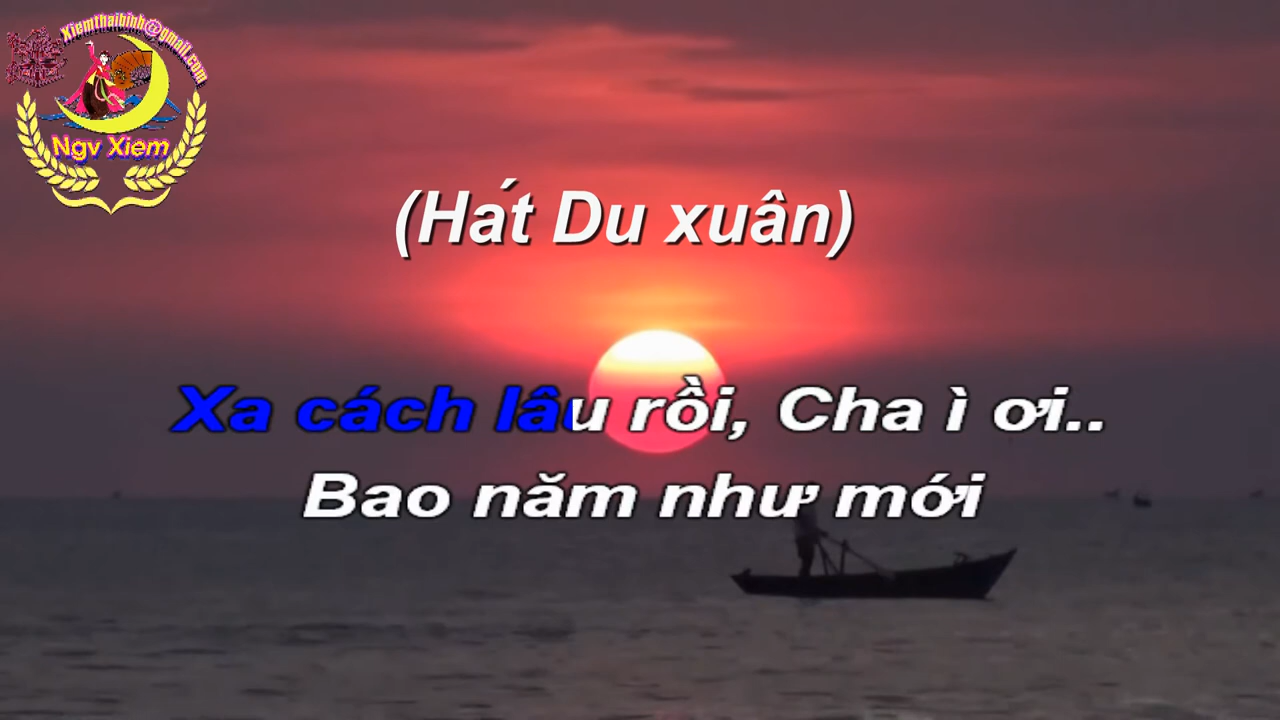 Xiemthaibinh@gmail.com
Ngv Xiem
(Hát Du xuân)
Xa cách lâu rồi, Cha ì ơi..
Bao năm như mới